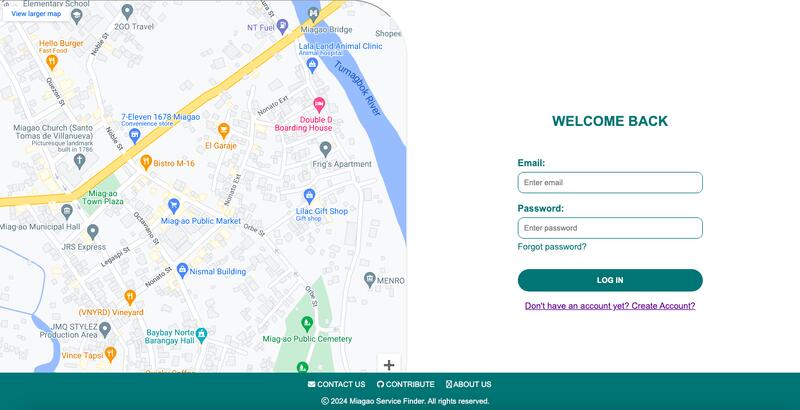 Elementary School
View larger map
2GO Travel
NT Fuel
Miagao Bridge
Shopee
Hello Burger
Fast Food
Noble St
Lala Land Animal Clinic
Animal hospital
Tumagbok River
Quezon St
Nonato Ext
7-Eleven 1678 Miagao
Convenience store
Double D
Boarding House
Miagao Church (Santo
Tomas de Villanueva)
Picturesque landmark
built in 1786
Noble St
El Garaje
Frig's Apartment
Bistro M-16
Nonato Ext
Miag-ao
Town Plaza
Lilac Gift Shop
Gift shop
Miag-ao Public Market
Miag-ao Municipal Hall
Octaviano St
Orbe St
JRS Express
Legaspi St
Nonato St
Nismal Building
MENRO
Orbe St
(VNYRD) Vineyard
JMQ STYLEZ
Production Area
Baybay Norte
Barangay Hall
Miag-ao Public Cemetery
Vince Tapsi
WELCOME BACK
Email:
Enter email
Password:
Enter password
Forgot password?
LOG IN
Don't have an account yet? Create Account?
CONTACT US CONTRIBUTE ABOUT US
© 2024 Miagao Service Finder. All rights reserved.